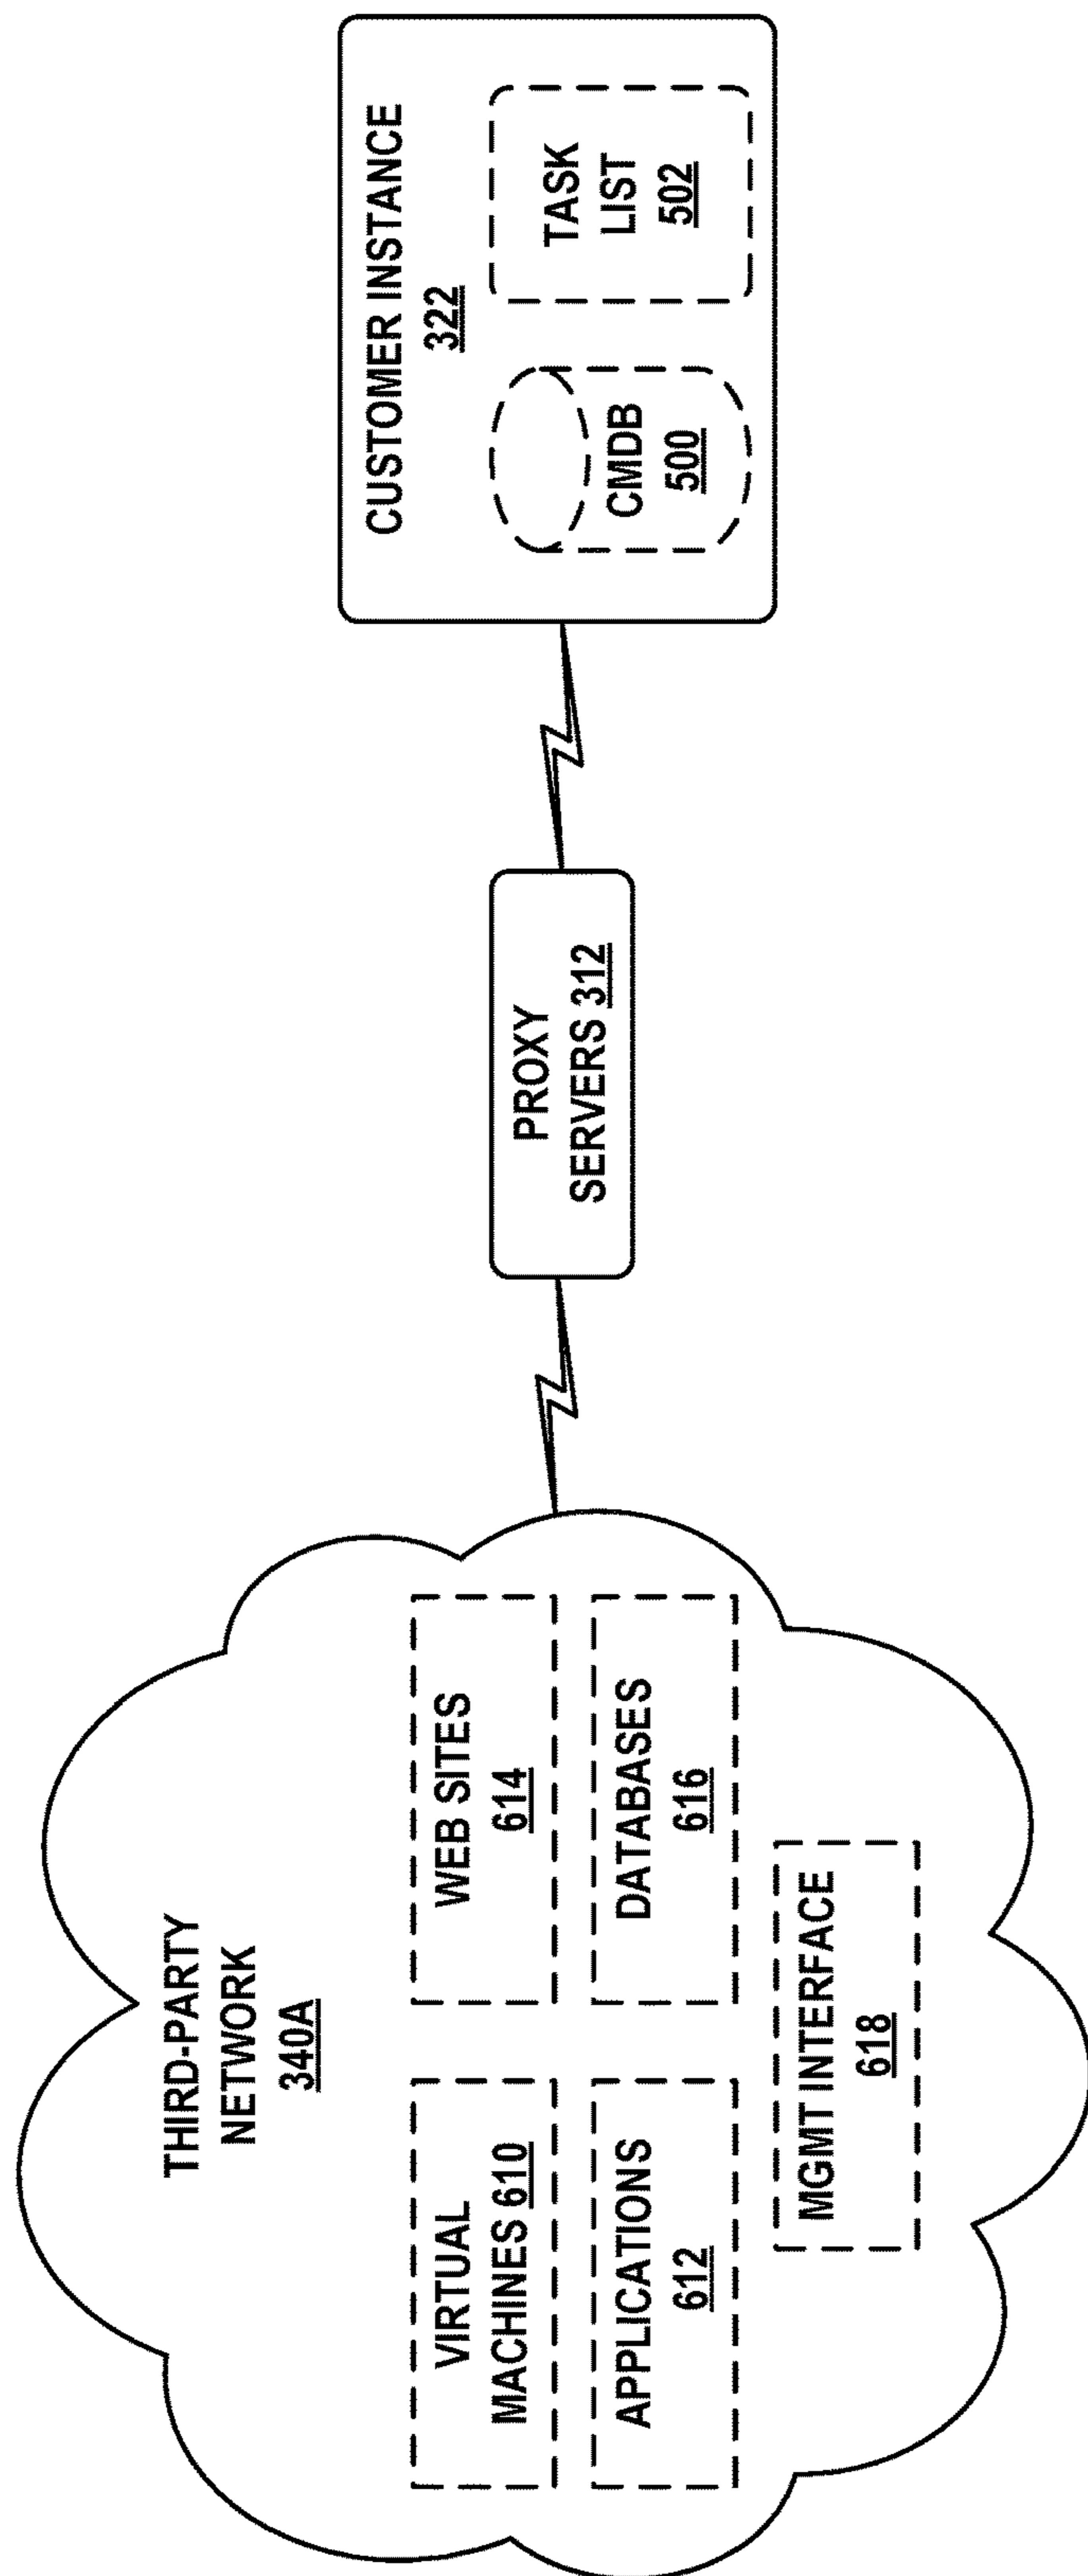 THIRD-PARTY
NETWORK
340A
VIRTUAL
MACHINES 610
WEB SITES
614
APPLICATIONS
612
DATABASES
616
MGMT INTERFACE
618
PROXY
SERVERS 312
CUSTOMER INSTANCE
322
CMDB
500
TASK
LIST
502